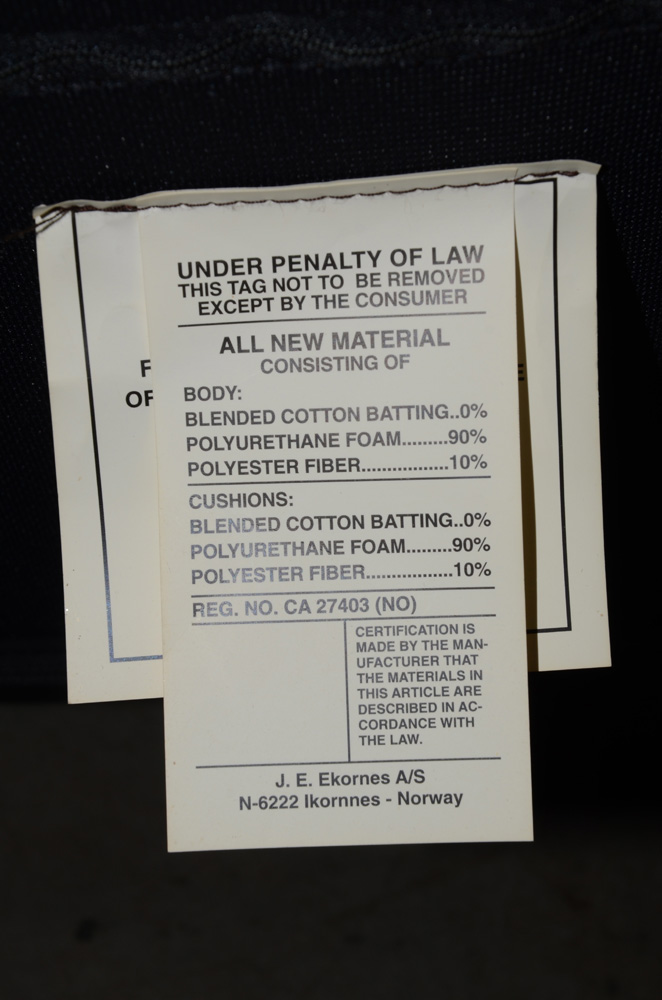 UNDER PENALTY OF LAW
THIS TAG NOT TO BE REMOVED
EXCEPT BY THE CONSUMER
ALL NEW MATERIAL
CONSISTING OF
BODY:
BLENDED COTTON BATTING..0%
POLYURETHANE FOAM.........90%
POLYESTER FIBER.................10%
CUSHIONS:
BLENDED COTTON BATTING..0%
POLYURETHANE FOAM.........90%
POLYESTER FIBER.................10%
REG. NO. CA 27403 (NO)
CERTIFICATION IS
MADE BY THE MAN-
UFACTURER THAT
THE MATERIALS IN
THIS ARTICLE ARE
DESCRIBED IN AC-
CORDANCE WITH
THE LAW.
J. E. Ekornes A/S
N-6222 Ikornnes - Norway